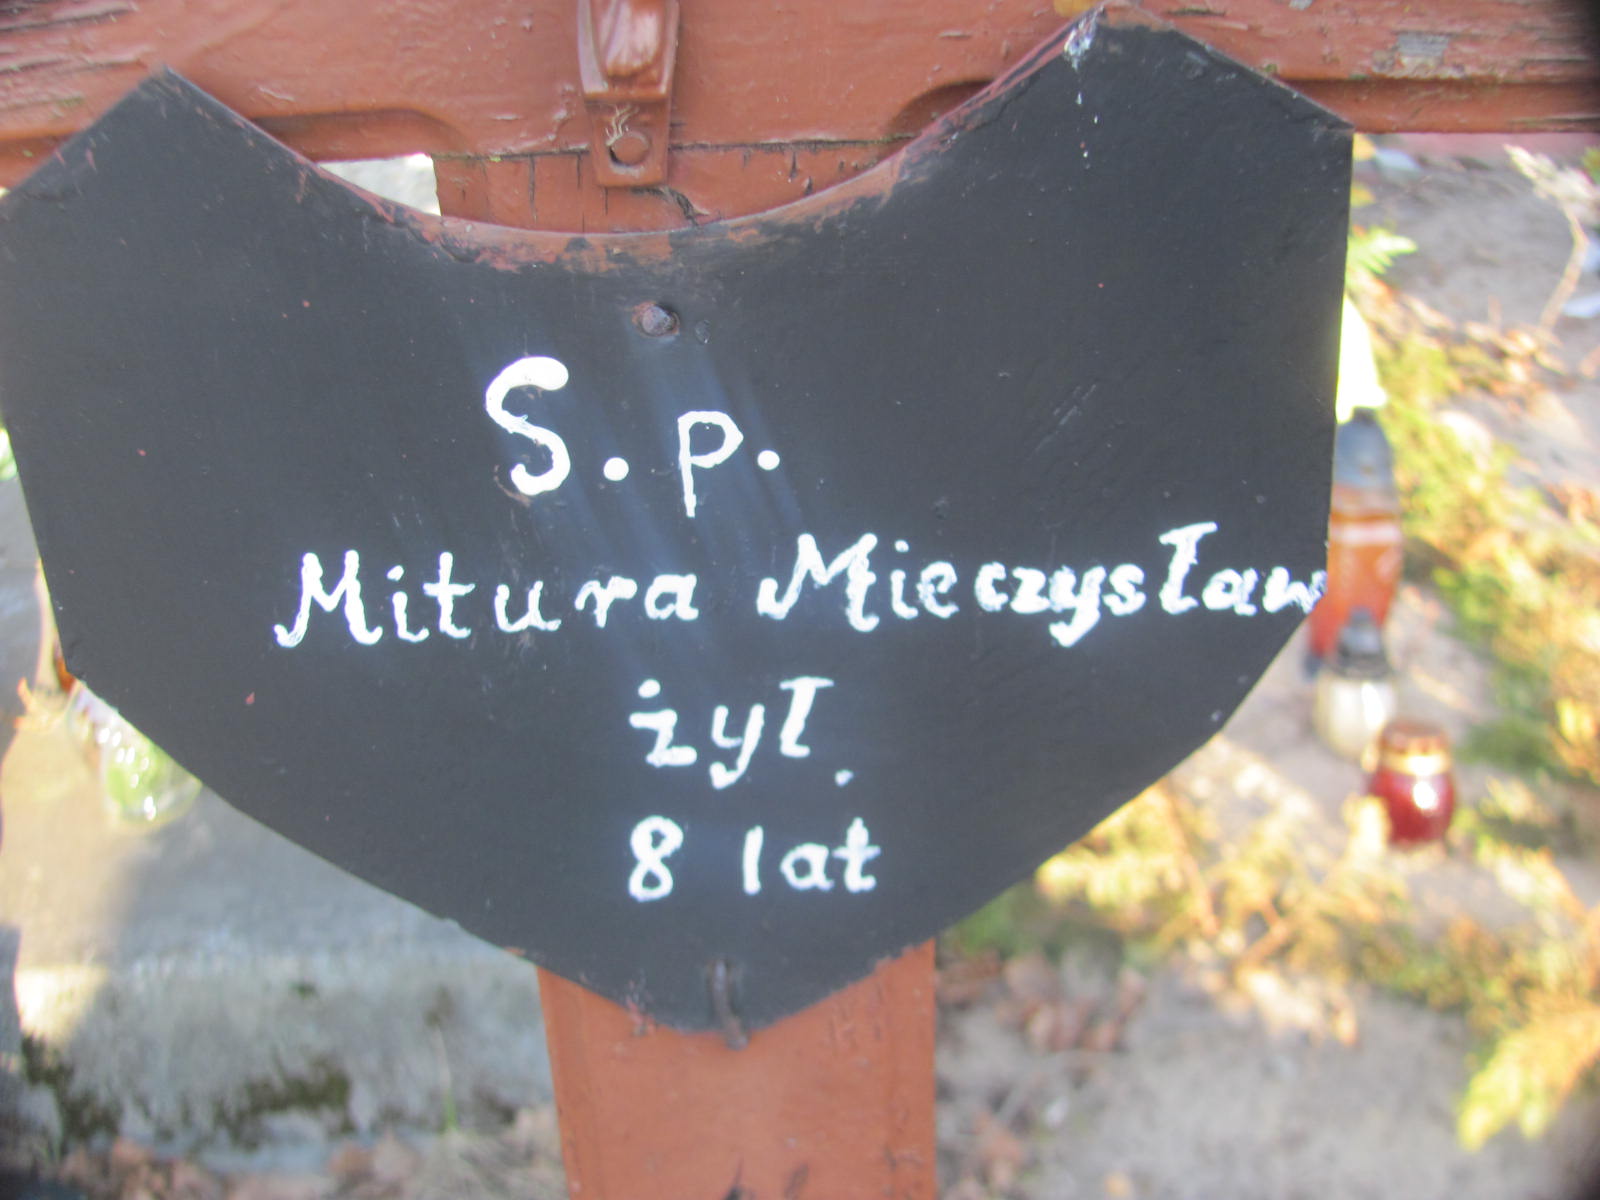 S. p.
Mitura Mieczysław
żył.
8 lat